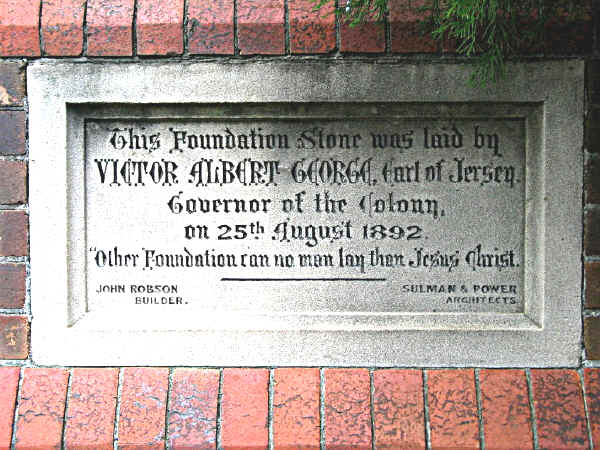 This Foundation Stone was laid by
VICTOR ALBERT GEORGE, Earl of Jersey.
Governor of the Colony,
on 25th August 1892.
"Other Foundation can no man lay than Jesus Christ.
JOHN ROBSON
BUILDER.
SULMAN & POWER
ARCHITECTS